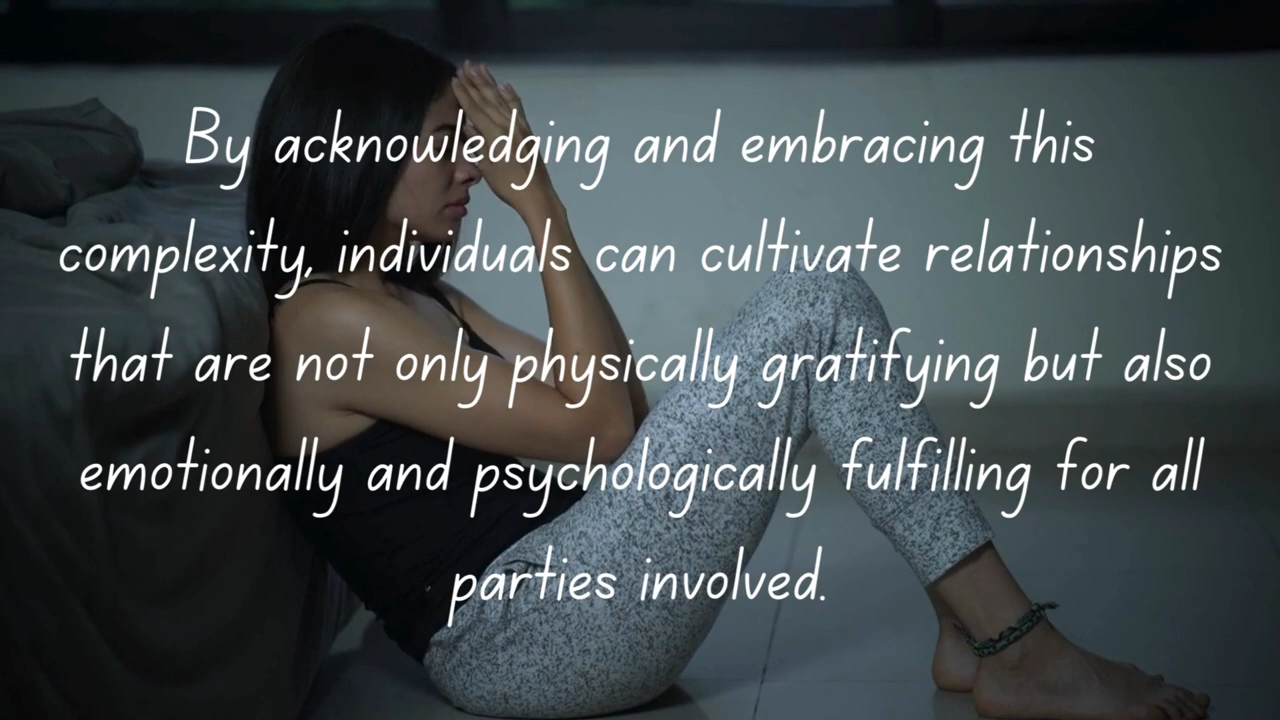 By acknowledging and embracing this
complexity, individuals can cultivate relationships
that are not only physically gratifying but also
emotionally and psychologically fulfilling for all
parties involved.